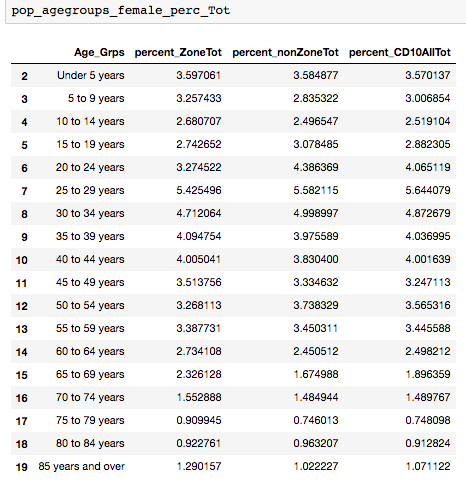 pop_agegroups_female_perc_Tot
Age_Grps percent_ZoneTot percent_nonZoneTot percent_CD10AllTot
2 Under 5 years 3.597061 3.584877 3.570137
3 5 to 9 years 3.257433 2.835322 3.006854
4 10 to 14 years 2.680707 2.496547 2.519104
5 15 to 19 years 2.742652 3.078485 2.882305
6 20 to 24 years 3.274522 4.386369 4.065119
7 25 to 29 years 5.425496 5.582115 5.644079
8 30 to 34 years 4.712064 4.998997 4.872679
9 35 to 39 years 4.094754 3.975589 4.036995
10 40 to 44 years 4.005041 3.830400 4.001639
11 45 to 49 years 3.513756 3.334632 3.247113
12 50 to 54 years 3.268113 3.738329 3.565316
13 55 to 59 years 3.387731 3.450311 3.445588
14 60 to 64 years 2.734108 2.450512 2.498212
15 65 to 69 years 2.326128 1.674988 1.896359
16 70 to 74 years 1.552888 1.484944 1.489767
17 75 to 79 years 0.909945 0.746013 0.748098
18 80 to 84 years 0.922761 0.963207 0.912824
19 85 years and over 1.290157 1.022227 1.071122